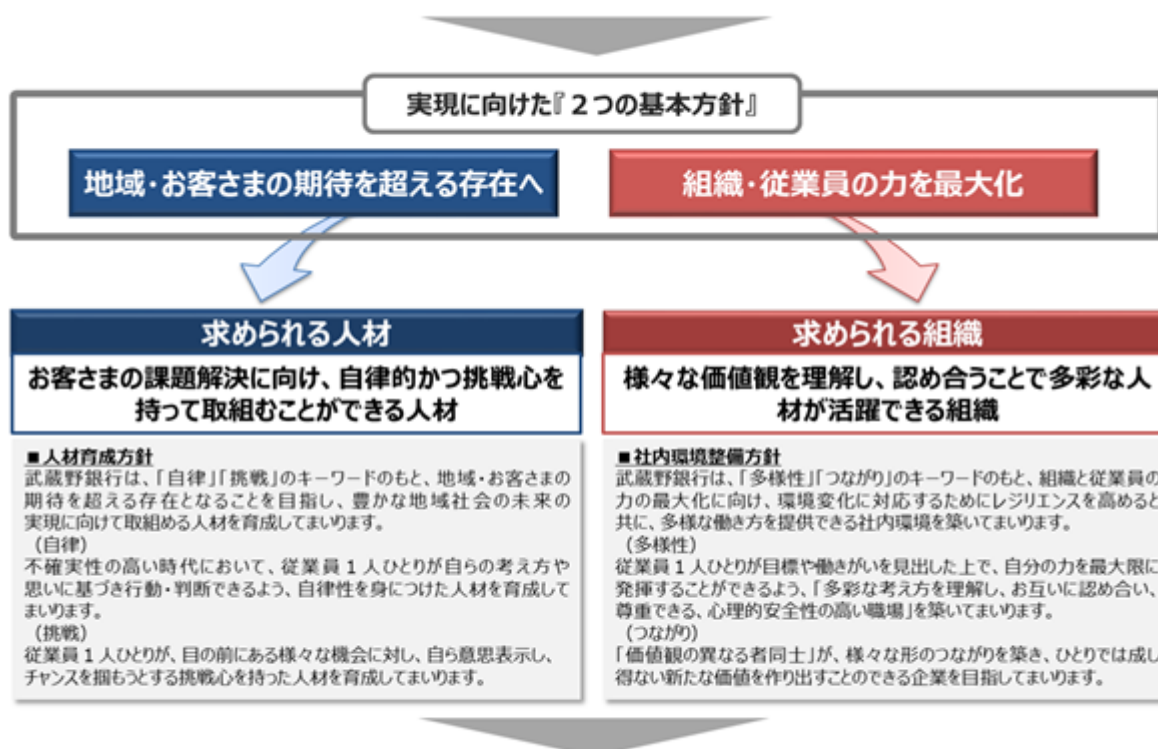 実現に向けた『２つの基本方針』
地域・お客さまの期待を超える存在へ
組織・従業員の力を最大化
求められる人材
お客さまの課題解決に向け、自律的かつ挑戦心を
持って取組むことができる人材
■人材育成方針
武蔵野銀行は、「自律」「挑戦」のキーワードのもと、地域・お客さまの
期待を超える存在となることを目指し、豊かな地域社会の未来の
実現に向けて取組める人材を育成してまいります。
（自律）
不確実性の高い時代において、従業員１人ひとりが自らの考え方や
思いに基づき行動・判断できるよう、自律性を身につけた人材を育成して
まいります。
（挑戦）
従業員１人ひとりが、目の前にある様々な機会に対し、自ら意思表示し、
チャンスを掴もうとする挑戦心を持った人材を育成してまいります。
求められる組織
様々な価値観を理解し、認め合うことで多彩な人
材が活躍できる組織
■社内環境整備方針
武蔵野銀行は、「多様性」「つながり」のキーワードのもと、組織と従業員の
力の最大化に向け、環境変化に対応するためにレジリエンスを高めると
共に、多様な働き方を提供できる社内環境を築いてまいります。
（多様性）
従業員１人ひとりが目標や働きがいを見出した上で、自分の力を最大限に
発揮することができるよう、「多彩な考え方を理解し、お互いに認め合い、
尊重できる、心理的安全性の高い職場」を築いてまいります。
（つながり）
「価値観の異なる者同士」が、様々な形のつながりを築き、ひとりでは成し
得ない新たな価値を作り出すことのできる企業を目指してまいります。